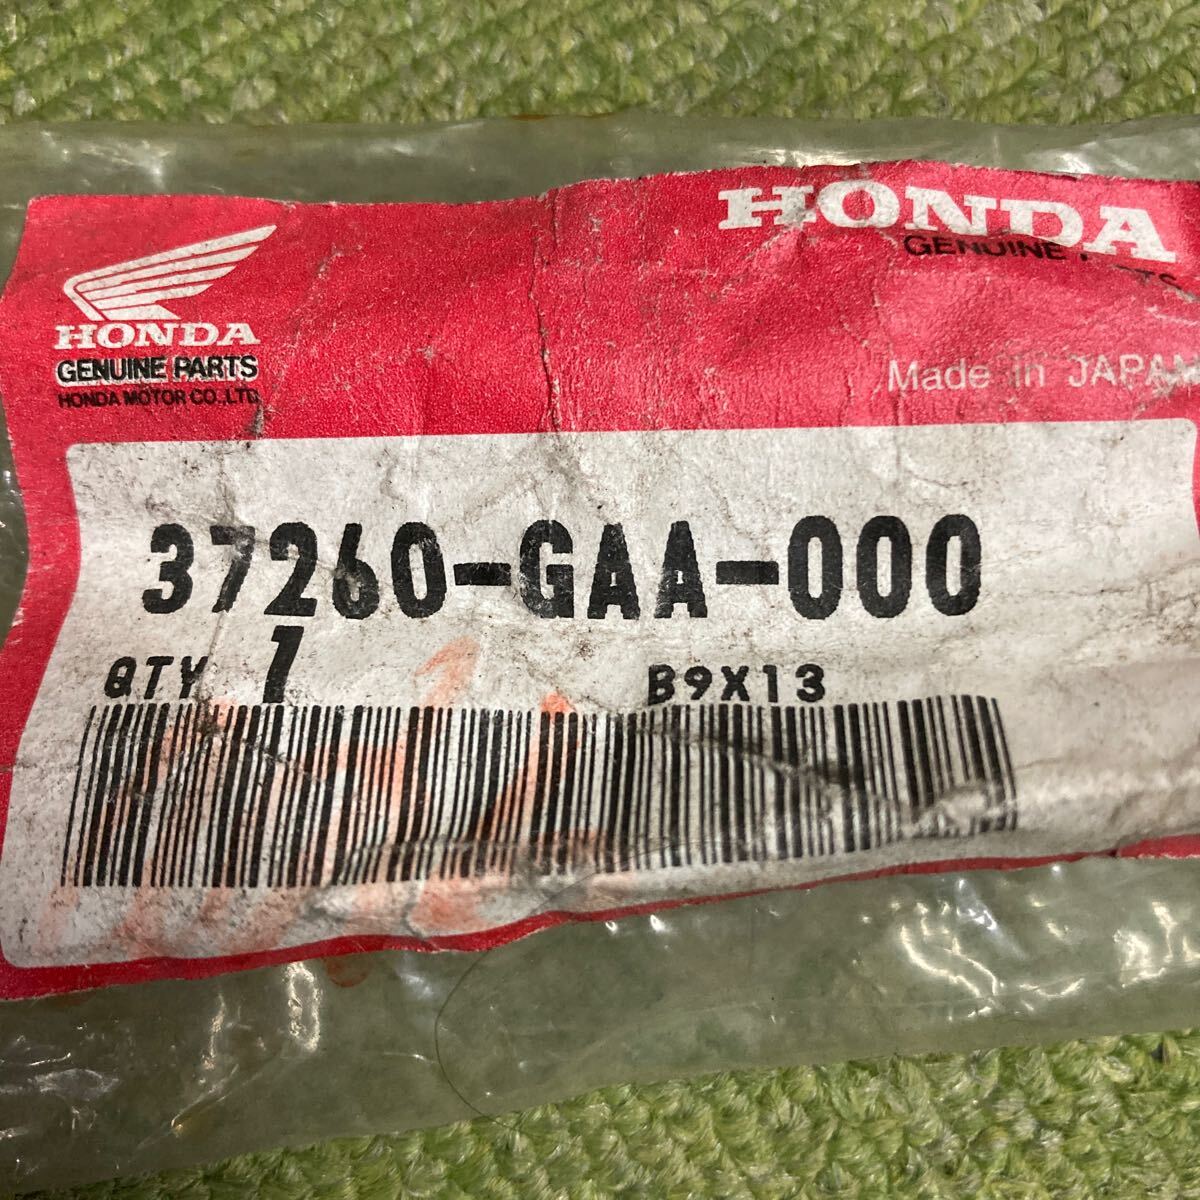 HONDA
GENUINE PARTS
HONDA
GENUINE PARTS
HONDA MOTOR CO.,LTD.
Made in JAPAN
37260-GAA-000
QTY 1
B9X13